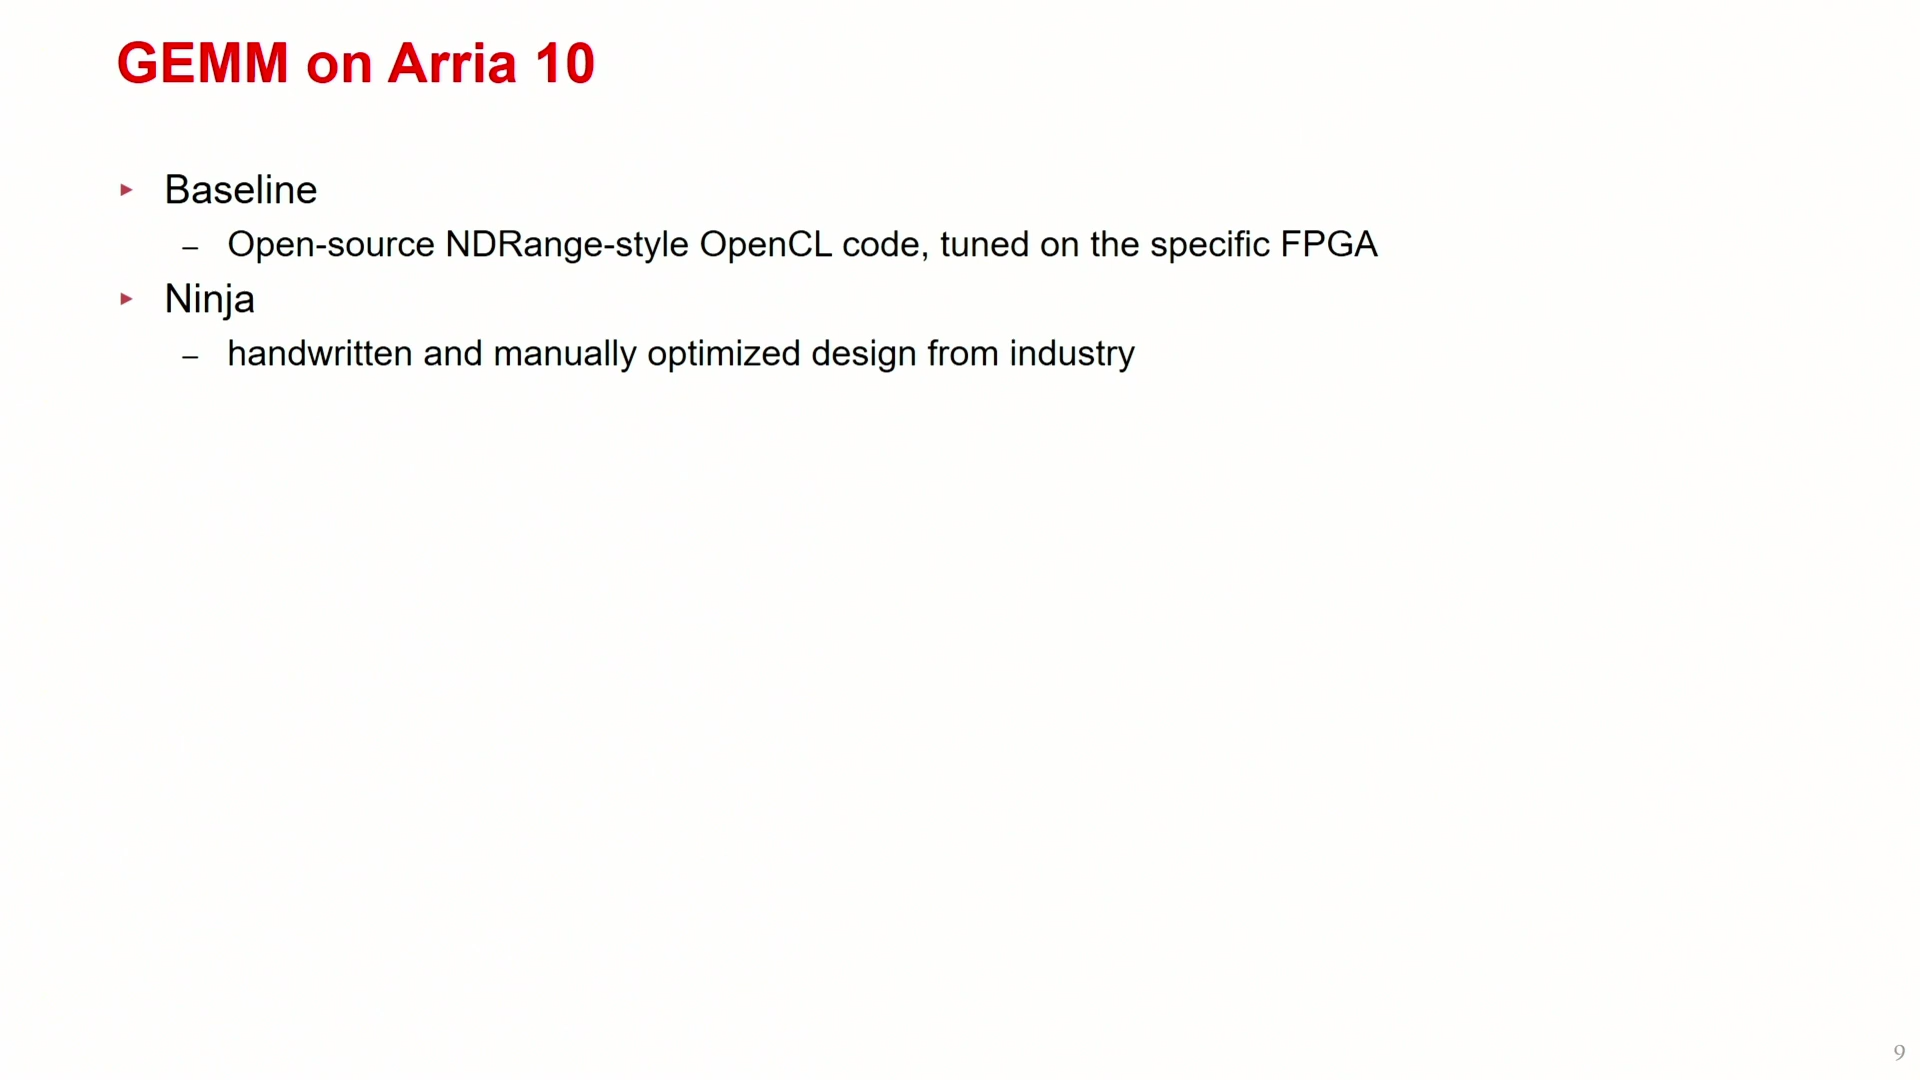 GEMM on Arria 10
▸ Baseline
– Open-source NDRange-style OpenCL code, tuned on the specific FPGA
▸ Ninja
– handwritten and manually optimized design from industry
9